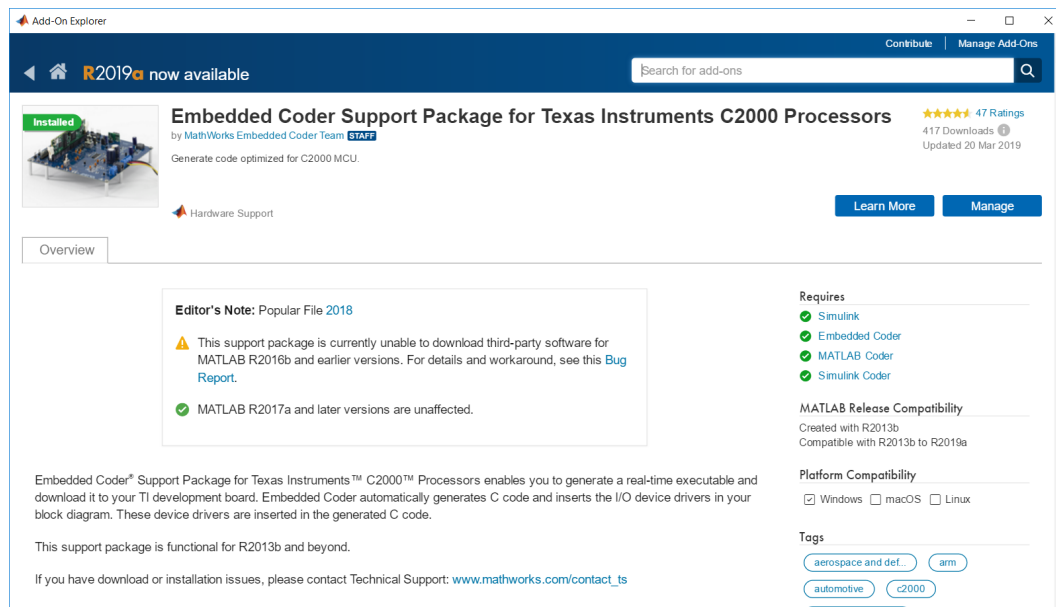 Add-On Explorer
Contribute | Manage Add-Ons
R2019a now available
Search for add-ons
Installed
Embedded Coder Support Package for Texas Instruments C2000 Processors
by MathWorks Embedded Coder Team STAFF
Generate code optimized for C2000 MCU.
47 Ratings
417 Downloads
Updated 20 Mar 2019
Hardware Support
Learn More
Manage
Overview
Editor's Note: Popular File 2018
This support package is currently unable to download third-party software for
MATLAB R2016b and earlier versions. For details and workaround, see this Bug
Report.
MATLAB R2017a and later versions are unaffected.
Embedded Coder® Support Package for Texas Instruments™ C2000™ Processors enables you to generate a real-time executable and
download it to your TI development board. Embedded Coder automatically generates C code and inserts the I/O device drivers in your
block diagram. These device drivers are inserted in the generated C code.
This support package is functional for R2013b and beyond.
If you have download or installation issues, please contact Technical Support: www.mathworks.com/contact_ts
Requires
Simulink
Embedded Coder
MATLAB Coder
Simulink Coder
MATLAB Release Compatibility
Created with R2013b
Compatible with R2013b to R2019a
Platform Compatibility
Windows macOS Linux
Tags
aerospace and def... arm
automotive c2000